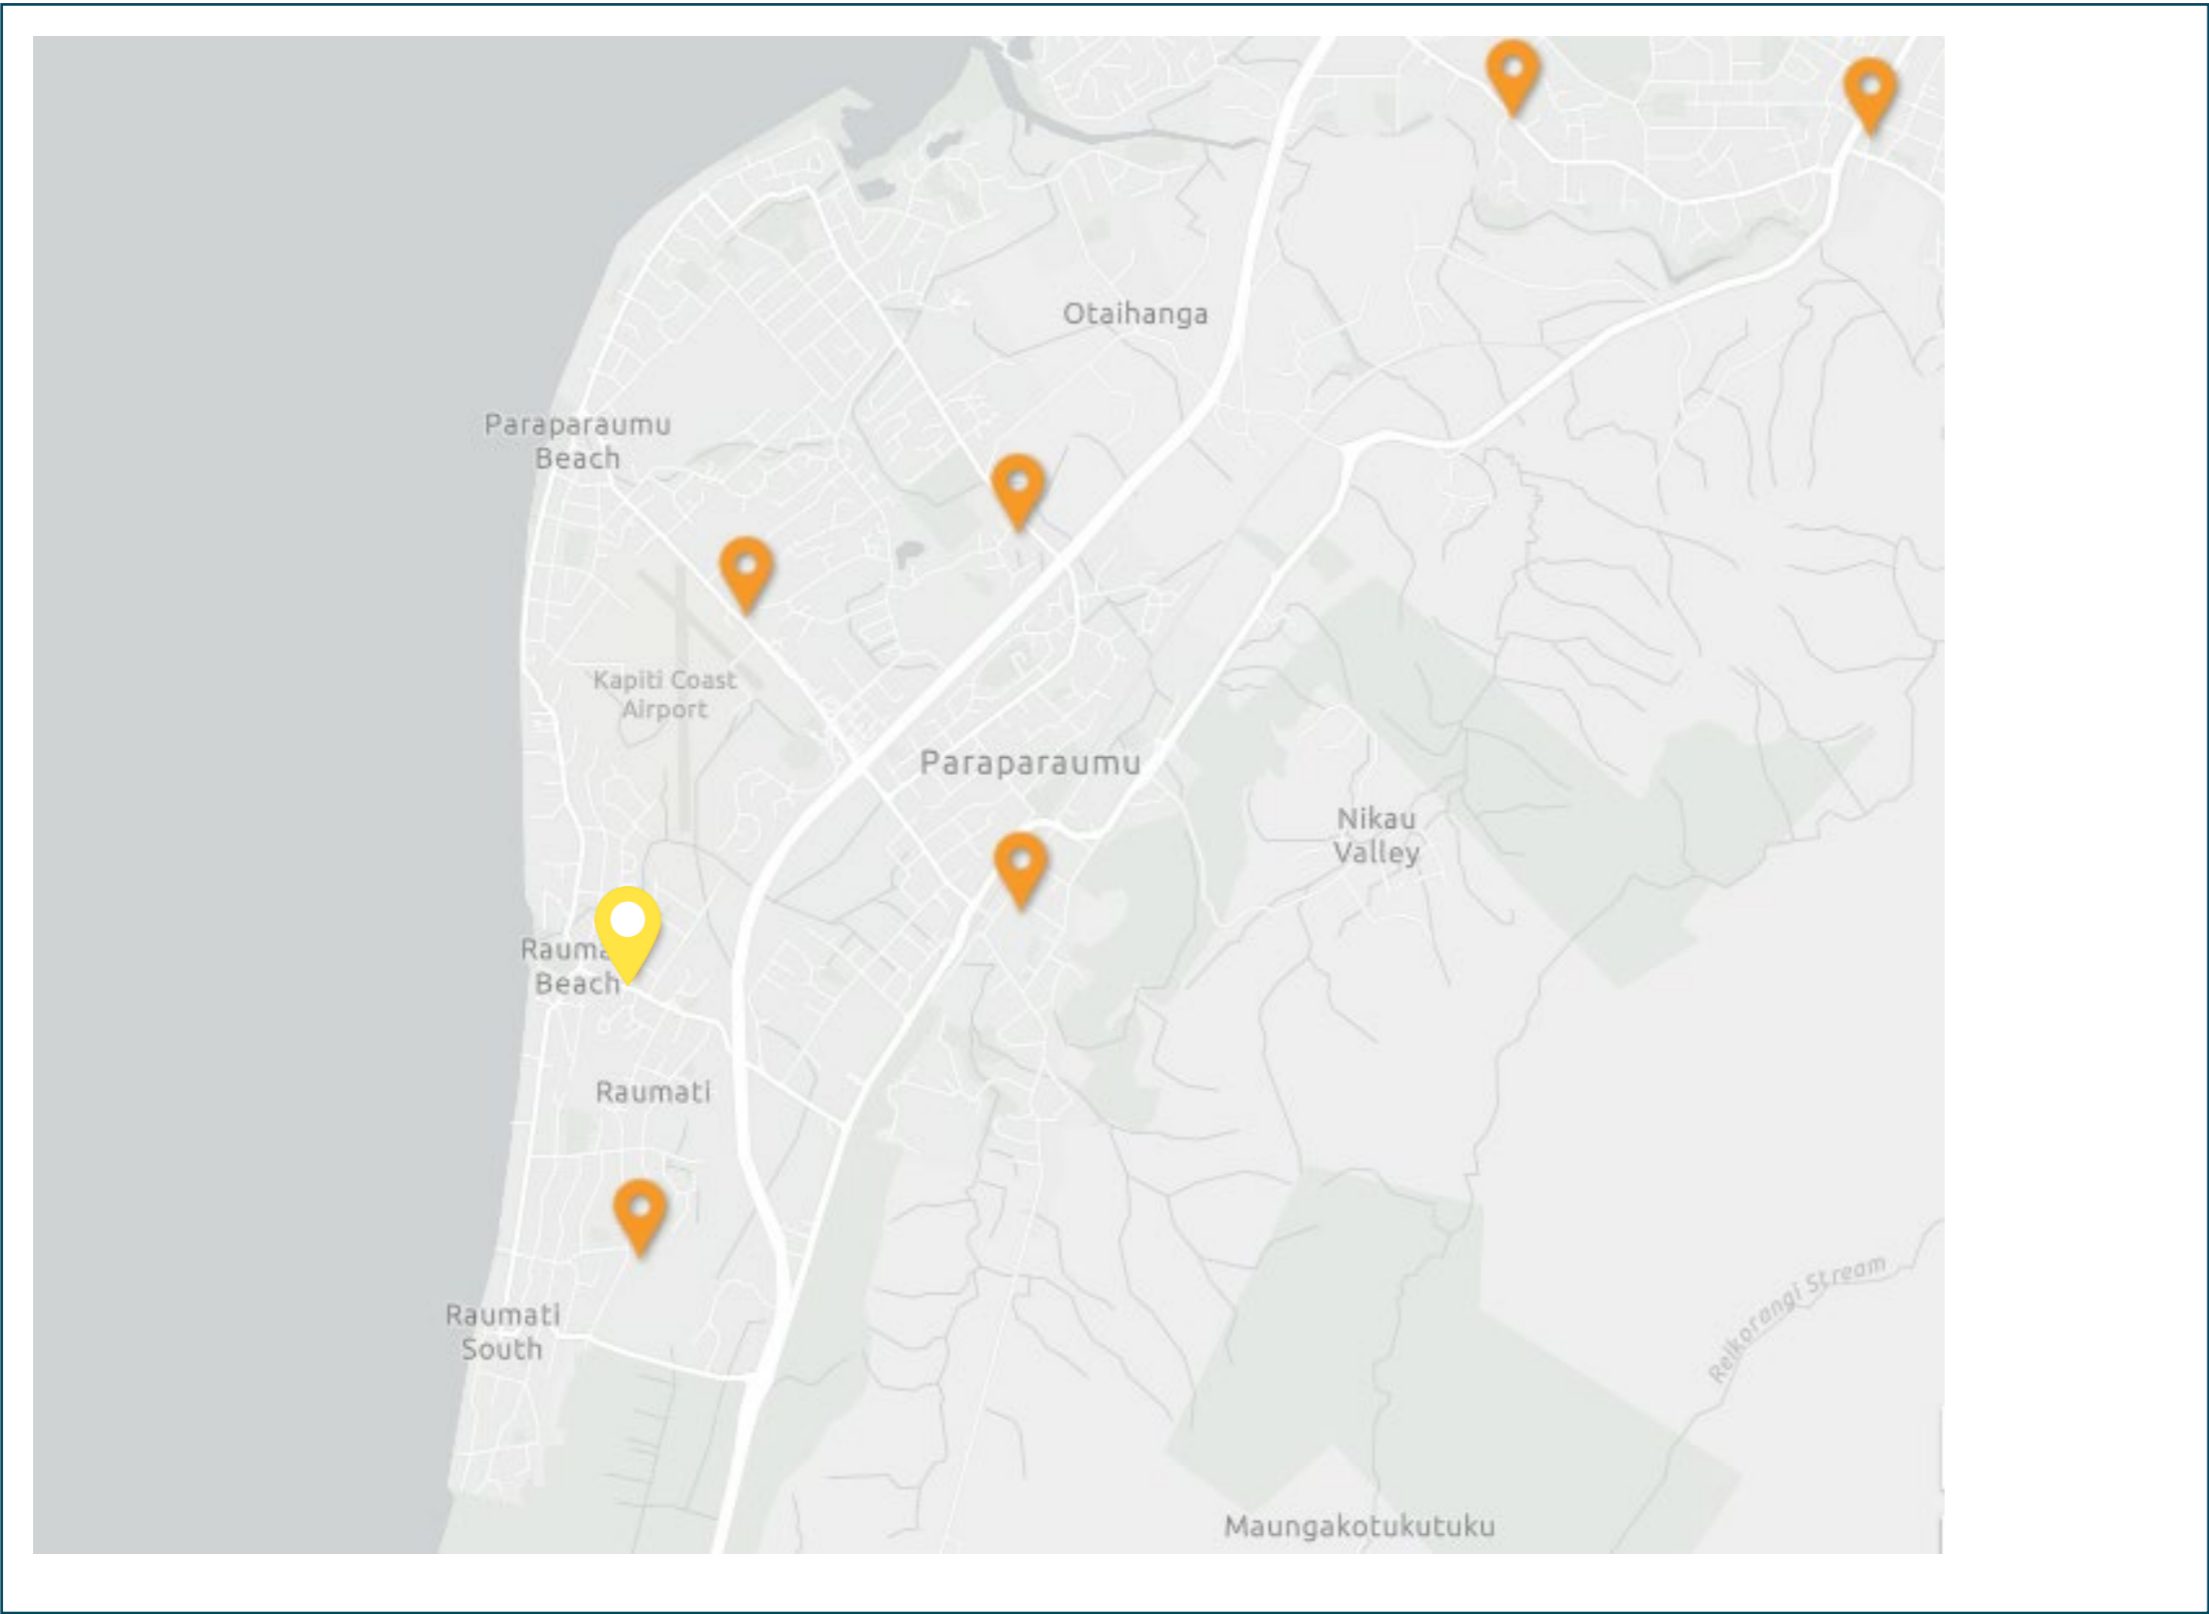 Otaihanga
Paraparaumu
Beach
Kapiti Coast
Airport
Paraparaumu
Nikau
Valley
Beach
Raumati
Raumati
South
Reikorangi Stream
Maungakotukutuku